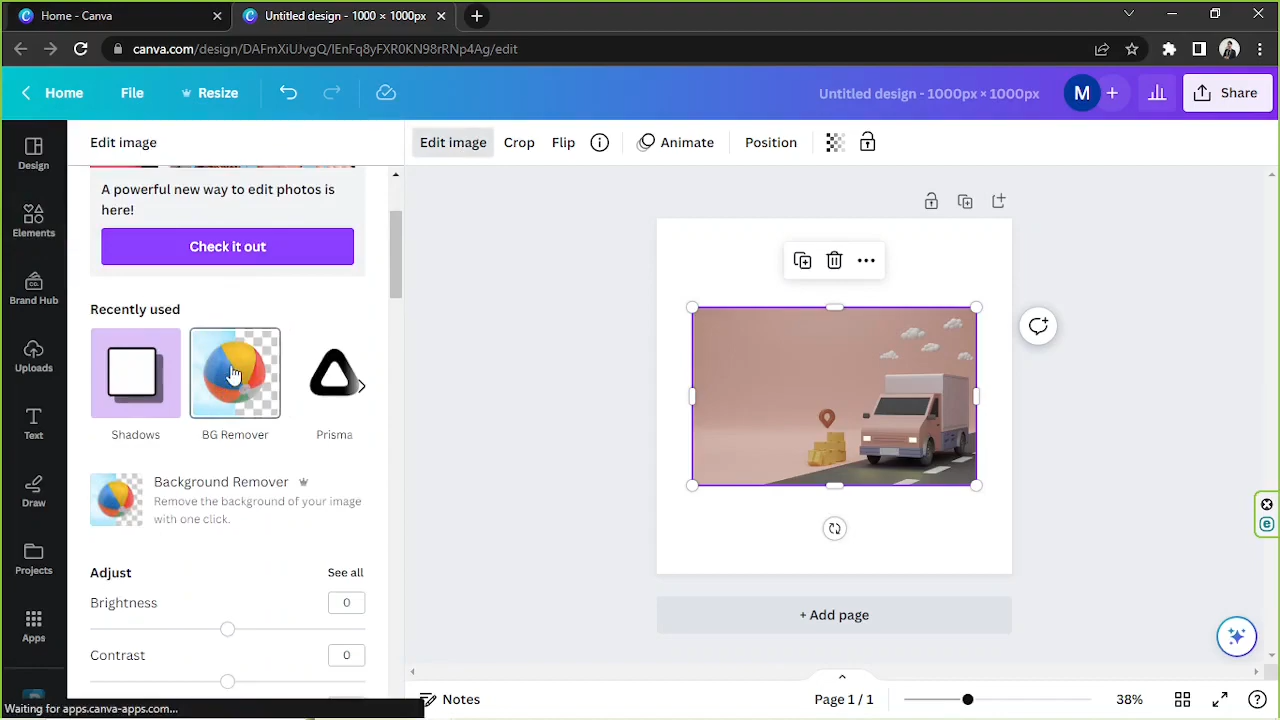 Home - Canva
Untitled design - 1000 × 1000px
canva.com/design/DAFmXiUJvgQ/lEnFq8yFXR0KN98rRNp4Ag/edit
Home
File
Resize
Untitled design - 1000px × 1000px
M
Share
Design
Elements
Brand Hub
Uploads
Text
Draw
Projects
Apps
Edit image
Edit image
Crop
Flip
Animate
Position
A powerful new way to edit photos is
here!
Check it out
Recently used
Shadows
BG Remover
Prisma
Background Remover
Remove the background of your image
with one click.
Adjust
See all
Brightness
0
Contrast
0
+ Add page
Notes
Page 1 / 1
38%
Waiting for apps.canva-apps.com...